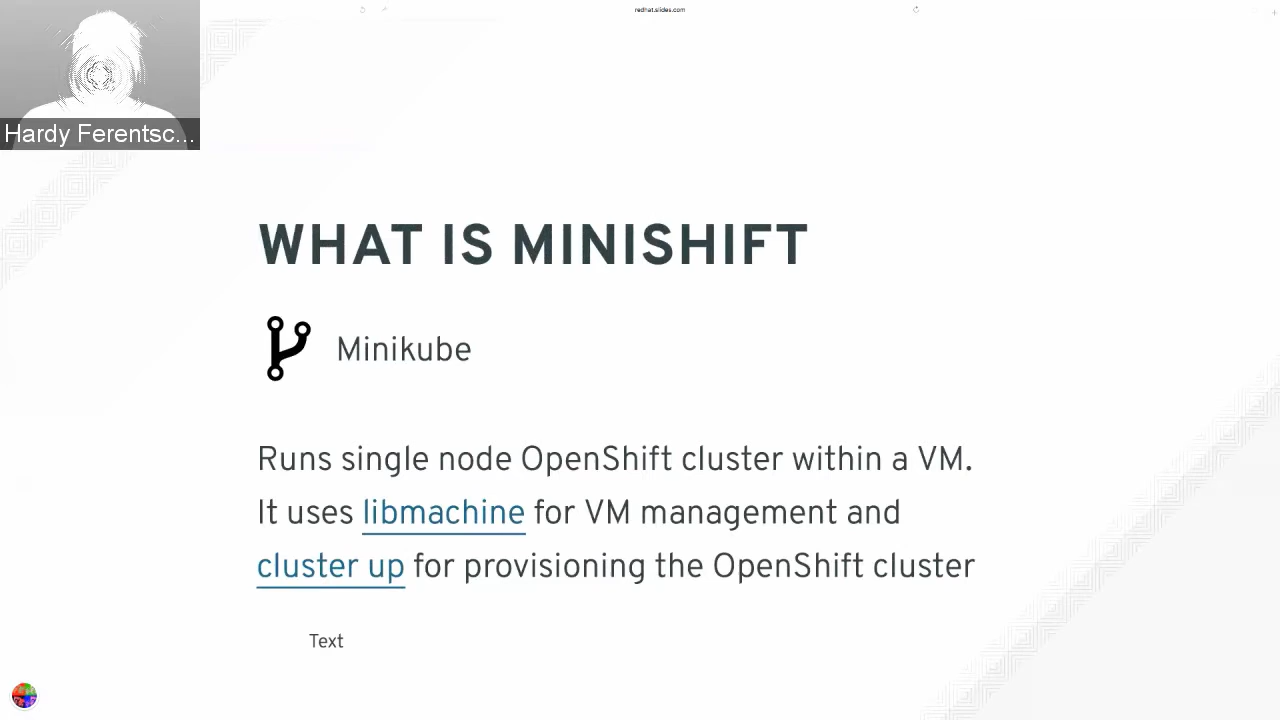 redhat.slides.com
Hardy Ferentsc...
WHAT IS MINISHIFT
Minikube
Runs single node OpenShift cluster within a VM.
It uses libmachine for VM management and
cluster up for provisioning the OpenShift cluster
Text